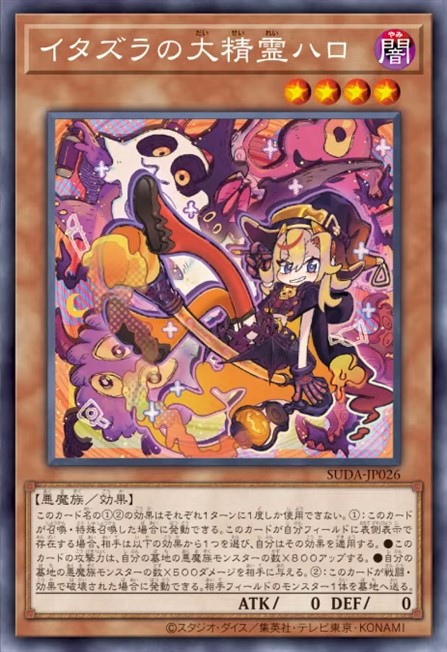 イタズラの大精霊ハロ
闇
SUDA-JP026
【悪魔族／効果】
このカード名の①②の効果はそれぞれ１ターンに１度しか使用できない。①：このカード
が召喚・特殊召喚した場合に発動できる。このカードが自分フィールドに表側表示で
存在する場合、相手は以下の効果から１つを選び、自分はその効果を適用する。●こ
のカードの攻撃力は、自分の墓地の悪魔族モンスターの数×８００アップする。●自分の
墓地の悪魔族モンスターの数×５００ダメージを相手に与える。②：このカードが戦闘・
効果で破壊された場合に発動できる。相手フィールドのモンスター１体を墓地へ送る。
ATK/ 0 DEF/ 0
©スタジオ・ダイス／集英社・テレビ東京・KONAMI